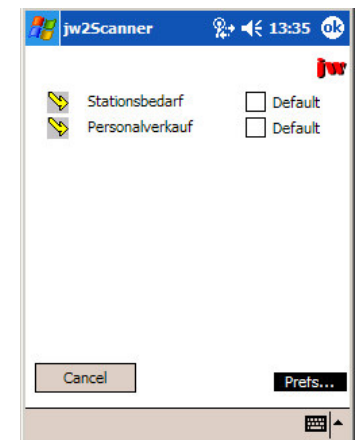 jw2Scanner 13:35 ok
jw
Stationsbedarf Default
Personalverkauf Default
Cancel Prefs...